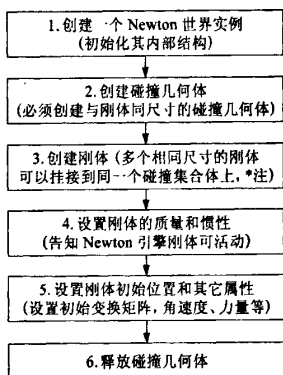 1.创建一个Newton 世界实例
(初始化其内部结构)
2.创建碰撞几何体
(必须创建与刚体同尺寸的碰撞几何体)
3.创建刚体(多个相同尺寸的刚体
可以挂接到同一个碰撞集合体上,*注)
4.设置刚体的质量和惯性
(告知 Newton 引擎刚体可活动)
5.设置刚体初始位置和其它属性
(设置初始变换矩阵,角速度、力量等)
6.释放碰撞几何体